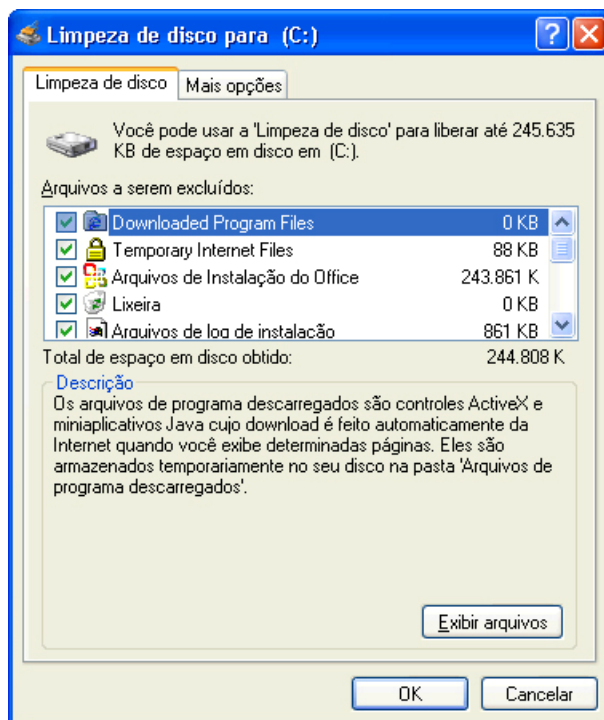 Limpeza de disco para (C:)
Limpeza de disco
Mais opções
Você pode usar a 'Limpeza de disco' para liberar até 245.635
KB de espaço em disco em (C:).
Arquivos a serem excluídos:
Downloaded Program Files 0 KB
Temporary Internet Files 88 KB
Arquivos de Instalação do Office 243.861 K
Lixeira 0 KB
Arquivos de log de instalação 861 KB
Total de espaço em disco obtido: 244.808 K
Descrição
Os arquivos de programa descarregados são controles ActiveX e
miniaplicativos Java cujo download é feito automaticamente da
Internet quando você exibe determinadas páginas. Eles são
armazenados temporariamente no seu disco na pasta 'Arquivos de
programa descarregados'.
Exibir arquivos
OK
Cancelar